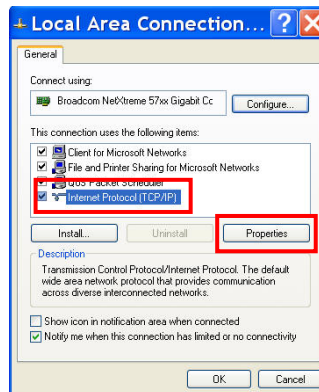 Local Area Connection...
General
Connect using:
Broadcom NetXtreme 57xx Gigabit Cc
Configure...
This connection uses the following items:
Client for Microsoft Networks
File and Printer Sharing for Microsoft Networks
QoS Packet Scheduler
Internet Protocol (TCP/IP)
Install...
Uninstall
Properties
Description
Transmission Control Protocol/Internet Protocol. The default
wide area network protocol that provides communication
across diverse interconnected networks.
Show icon in notification area when connected
Notify me when this connection has limited or no connectivity
OK
Cancel